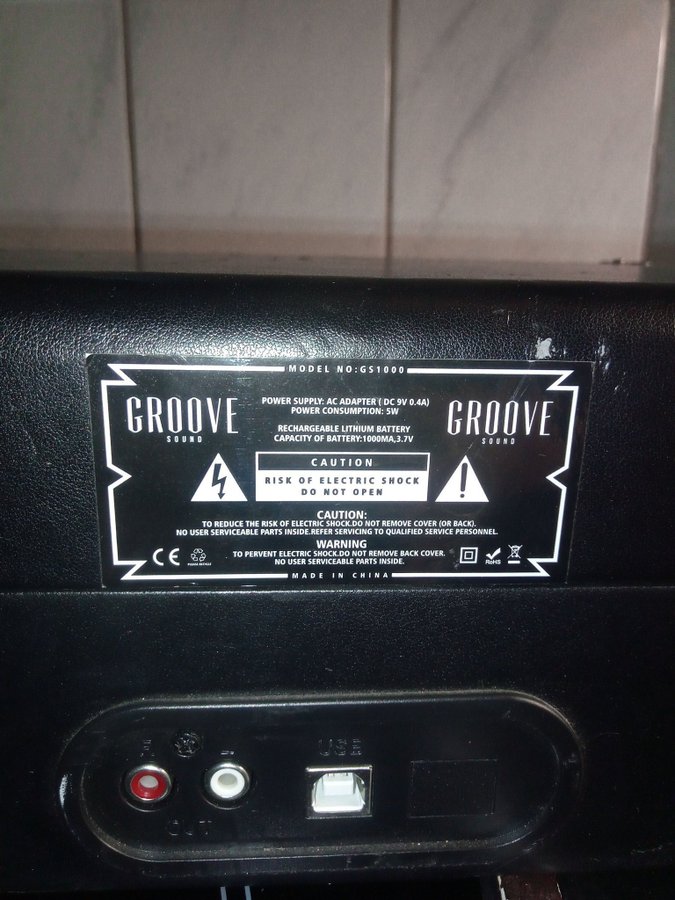 MODEL NO:GS1000
GROOVE
SOUND
POWER SUPPLY: AC ADAPTER ( DC 9V 0.4A)
POWER CONSUMPTION: 5W
RECHARGEABLE LITHIUM BATTERY
CAPACITY OF BATTERY:1000MA,3.7V
GROOVE
SOUND
CAUTION
RISK OF ELECTRIC SHOCK
DO NOT OPEN
CAUTION:
TO REDUCE THE RISK OF ELECTRIC SHOCK.DO NOT REMOVE COVER (OR BACK).
NO USER SERVICEABLE PARTS INSIDE.REFER SERVICING TO QUALIFIED SERVICE PERSONNEL.
WARNING
TO PERVENT ELECTRIC SHOCK.DO NOT REMOVE BACK COVER.
NO USER SERVICEABLE PARTS INSIDE.
CE
PLEASE RECYCLE
RoHS
MADE IN CHINA
USB
OUT